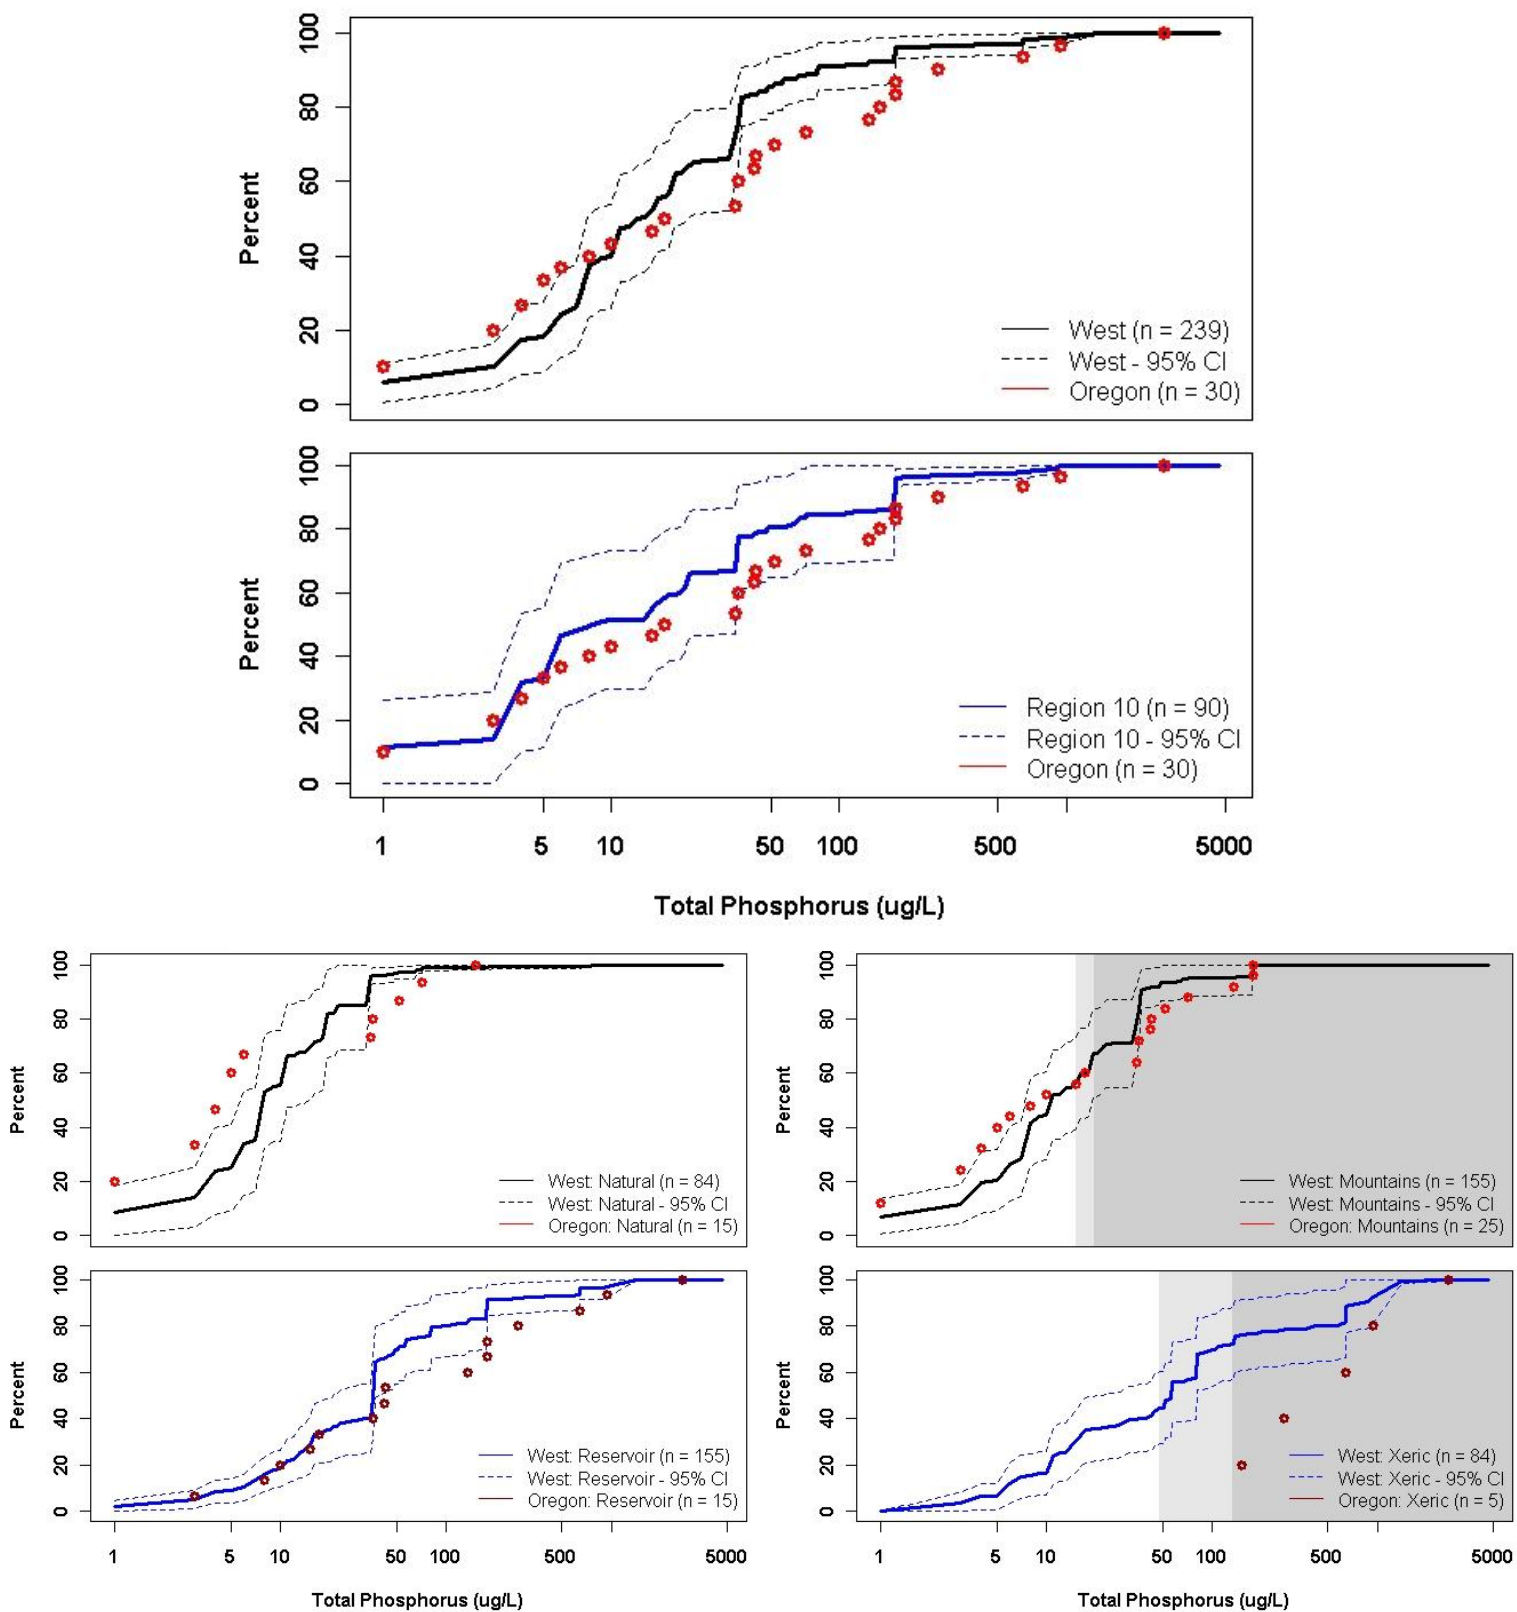 100
80
60
40
20
0
Percent
West (n = 239)
West - 95% CI
Oregon (n = 30)
100
80
60
40
20
0
Percent
Region 10 (n = 90)
Region 10 - 95% CI
Oregon (n = 30)
1 5 10 50 100 500 5000
Total Phosphorus (ug/L)
100
80
60
40
20
0
Percent
West: Natural (n = 84)
West: Natural - 95% CI
Oregon: Natural (n = 15)
100
80
60
40
20
0
Percent
West: Reservoir (n = 155)
West: Reservoir - 95% CI
Oregon: Reservoir (n = 15)
1 5 10 50 100 500 5000
Total Phosphorus (ug/L)
100
80
60
40
20
0
Percent
West: Mountains (n = 155)
West: Mountains - 95% CI
Oregon: Mountains (n = 25)
100
80
60
40
20
0
Percent
West: Xeric (n = 84)
West: Xeric - 95% CI
Oregon: Xeric (n = 5)
1 5 10 50 100 500 5000
Total Phosphorus (ug/L)